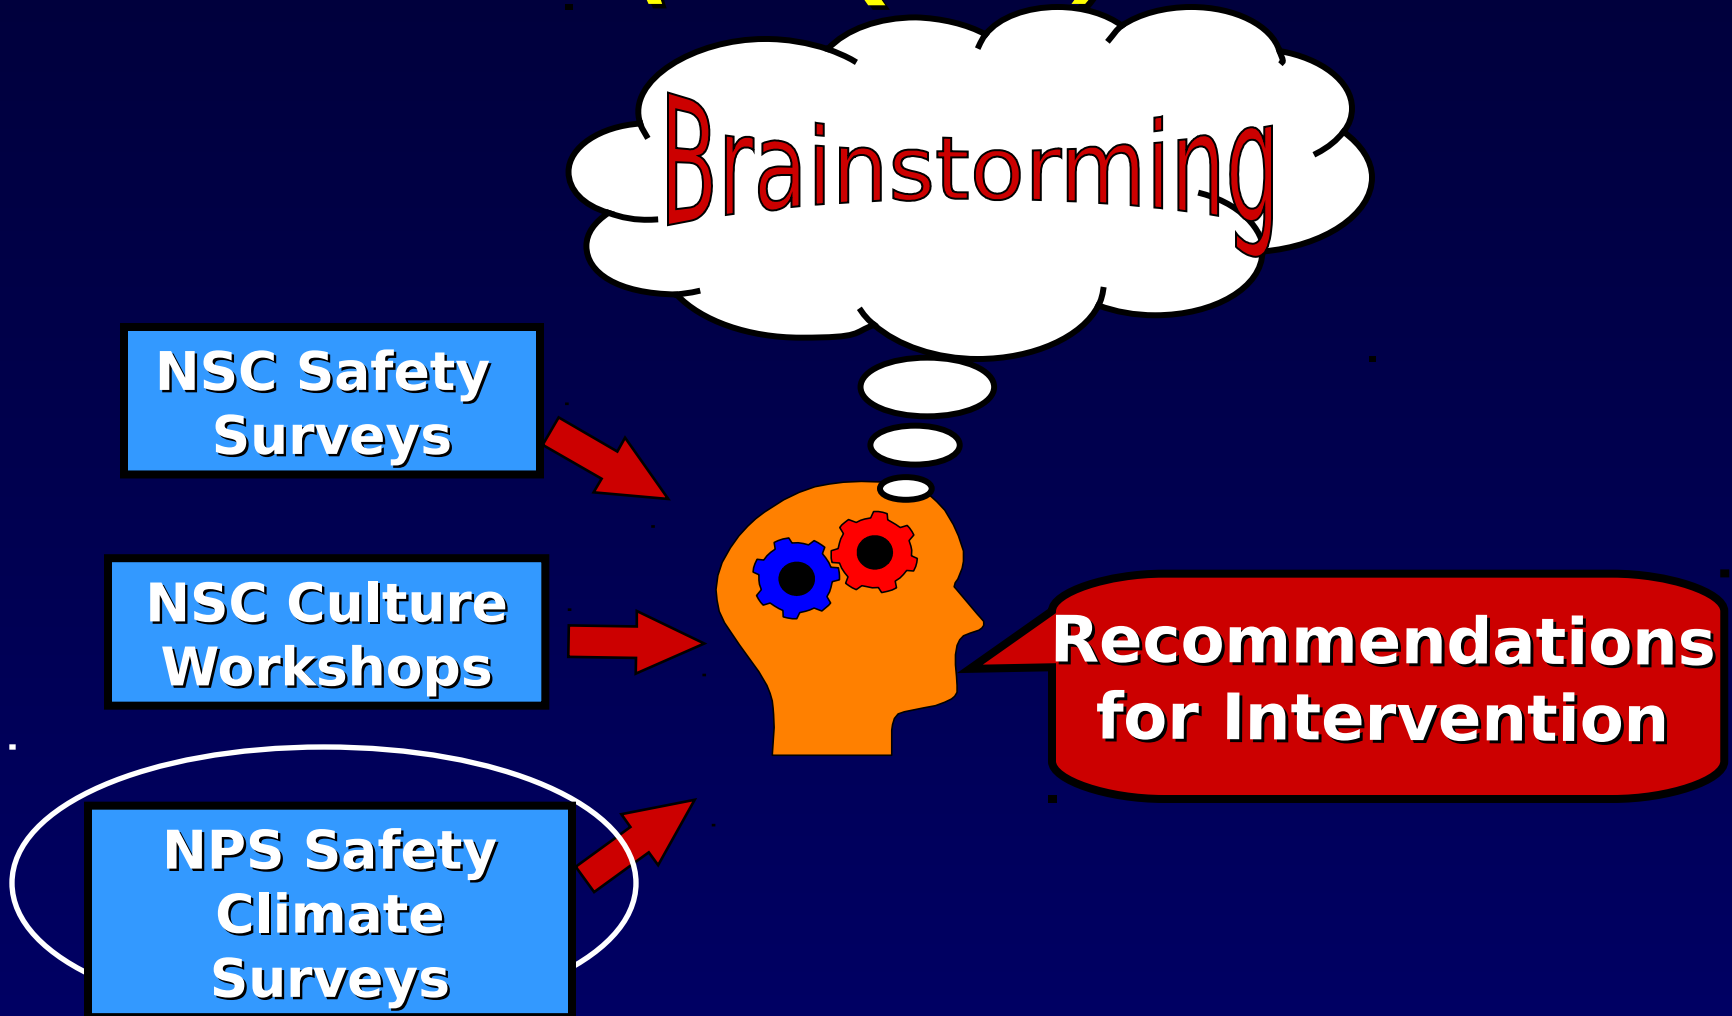 Brainstorming
NSC Safety
Surveys
NSC Culture
Workshops
Recommendations
for Intervention
NPS Safety
Climate
Surveys